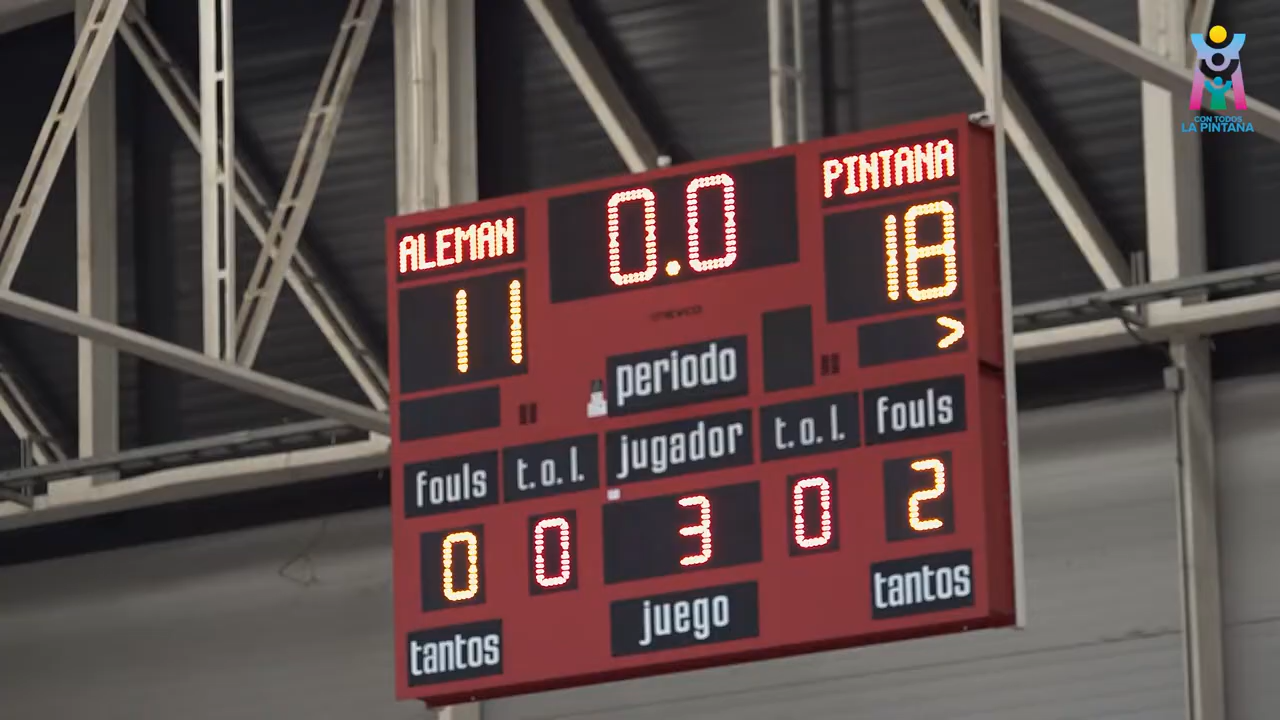 CON TODOS
LA PINTANA
ALEMAN
0.0
PINTANA
11
18
>
periodo
fouls
t.o.l.
jugador
t.o.l.
fouls
0
0
3
0
2
tantos
juego
tantos